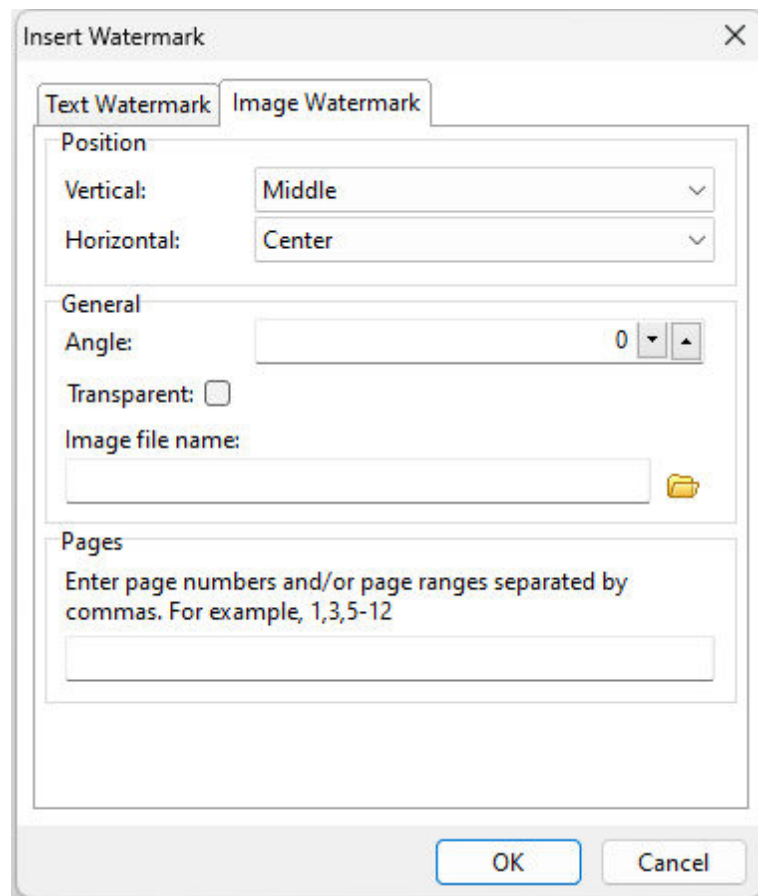 Insert Watermark
Text Watermark Image Watermark
Position
Vertical: Middle
Horizontal: Center
General
Angle: 0
Transparent:
Image file name:
Pages
Enter page numbers and/or page ranges separated by
commas. For example, 1,3,5-12
OK Cancel